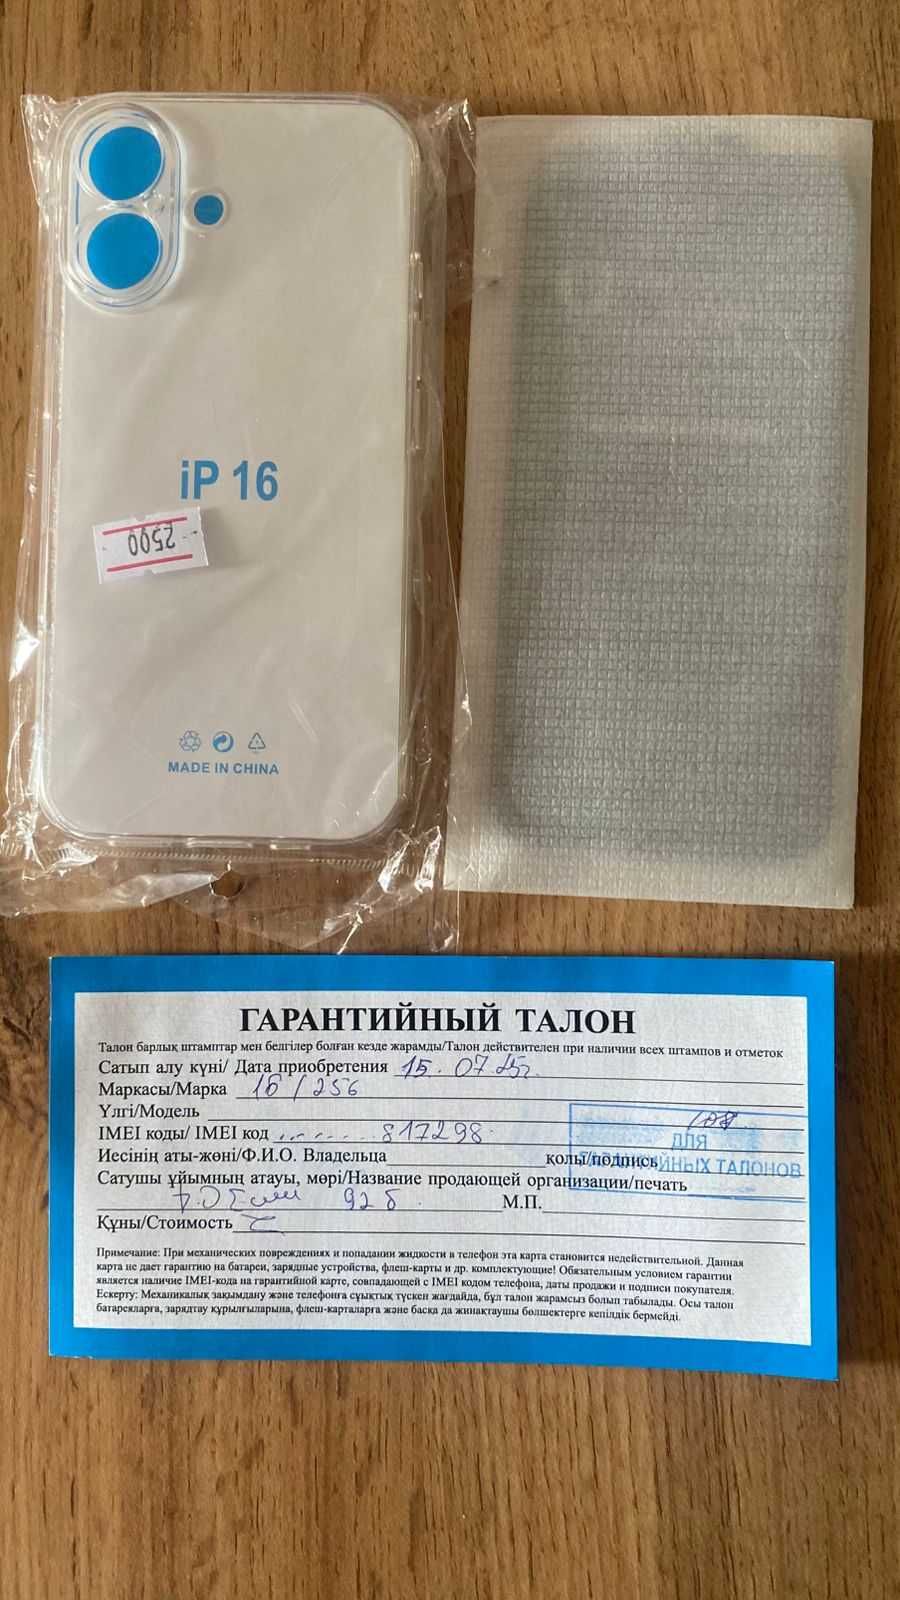 iP 16
2500
MADE IN CHINA
ГАРАНТИЙНЫЙ ТАЛОН
Талон барлық штамптар мен белгілер болған кезде жарамды/Талон действителен при наличии всех штампов и отметок
Сатып алу күні/ Дата приобретения 15.07.25г.
Маркасы/Марка 16/256
Үлгі/Модель
IMEI коды/ IMEI код 817298
ДЛЯ
ГАРАНТИЙНЫХ ТАЛОНОВ
Иесінің аты-жөні/Ф.И.О. Владельца қолы/подпись
Сатушы ұйымның атауы, мөрі/Название продающей организации/печать
92 б М.П.
Құны/Стоимость
Примечание: При механических повреждениях и попадании жидкости в телефон эта карта становится недействительной. Данная
карта не дает гарантию на батареи, зарядные устройства, флеш-карты и др. комплектующие! Обязательным условием гарантии
является наличие IMEI-кода на гарантийной карте, совпадающей с IMEI кодом телефона, даты продажи и подписи покупателя.
Ескерту: Механикалық зақымдану және телефонға сұықтық түскен жағдайда, бұл талон жарамсыз болып табылады. Осы талон
батареяларға, зарядтау құрылғыларына, флеш-карталарға және басқа да жинақтаушы бөлшектерге кепілдік бермейді.